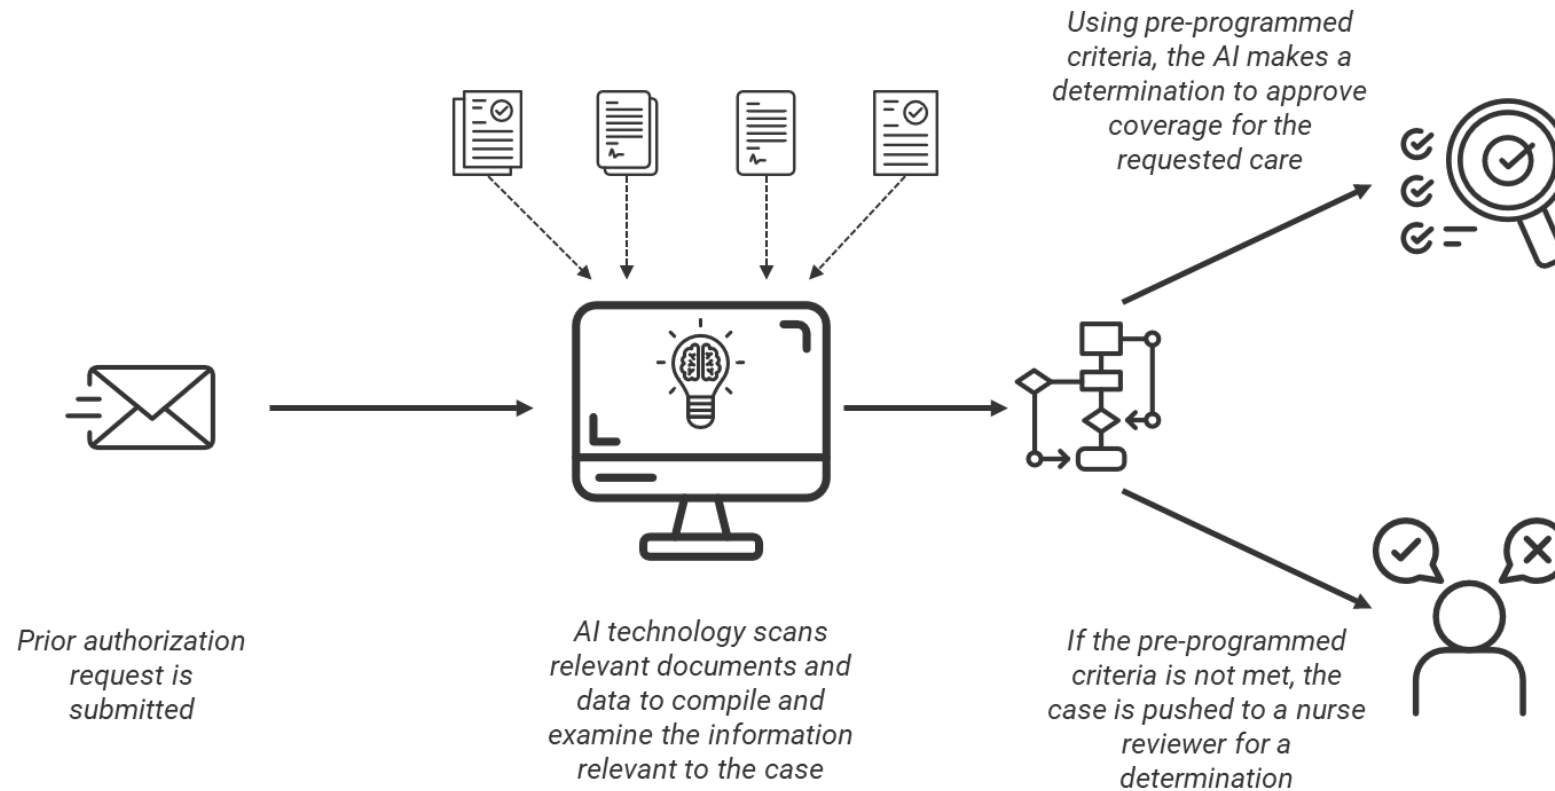 Prior authorization
request is
submitted
AI technology scans
relevant documents and
data to compile and
examine the information
relevant to the case
Using pre-programmed
criteria, the AI makes a
determination to approve
coverage for the
requested care
If the pre-programmed
criteria is not met, the
case is pushed to a nurse
reviewer for a
determination